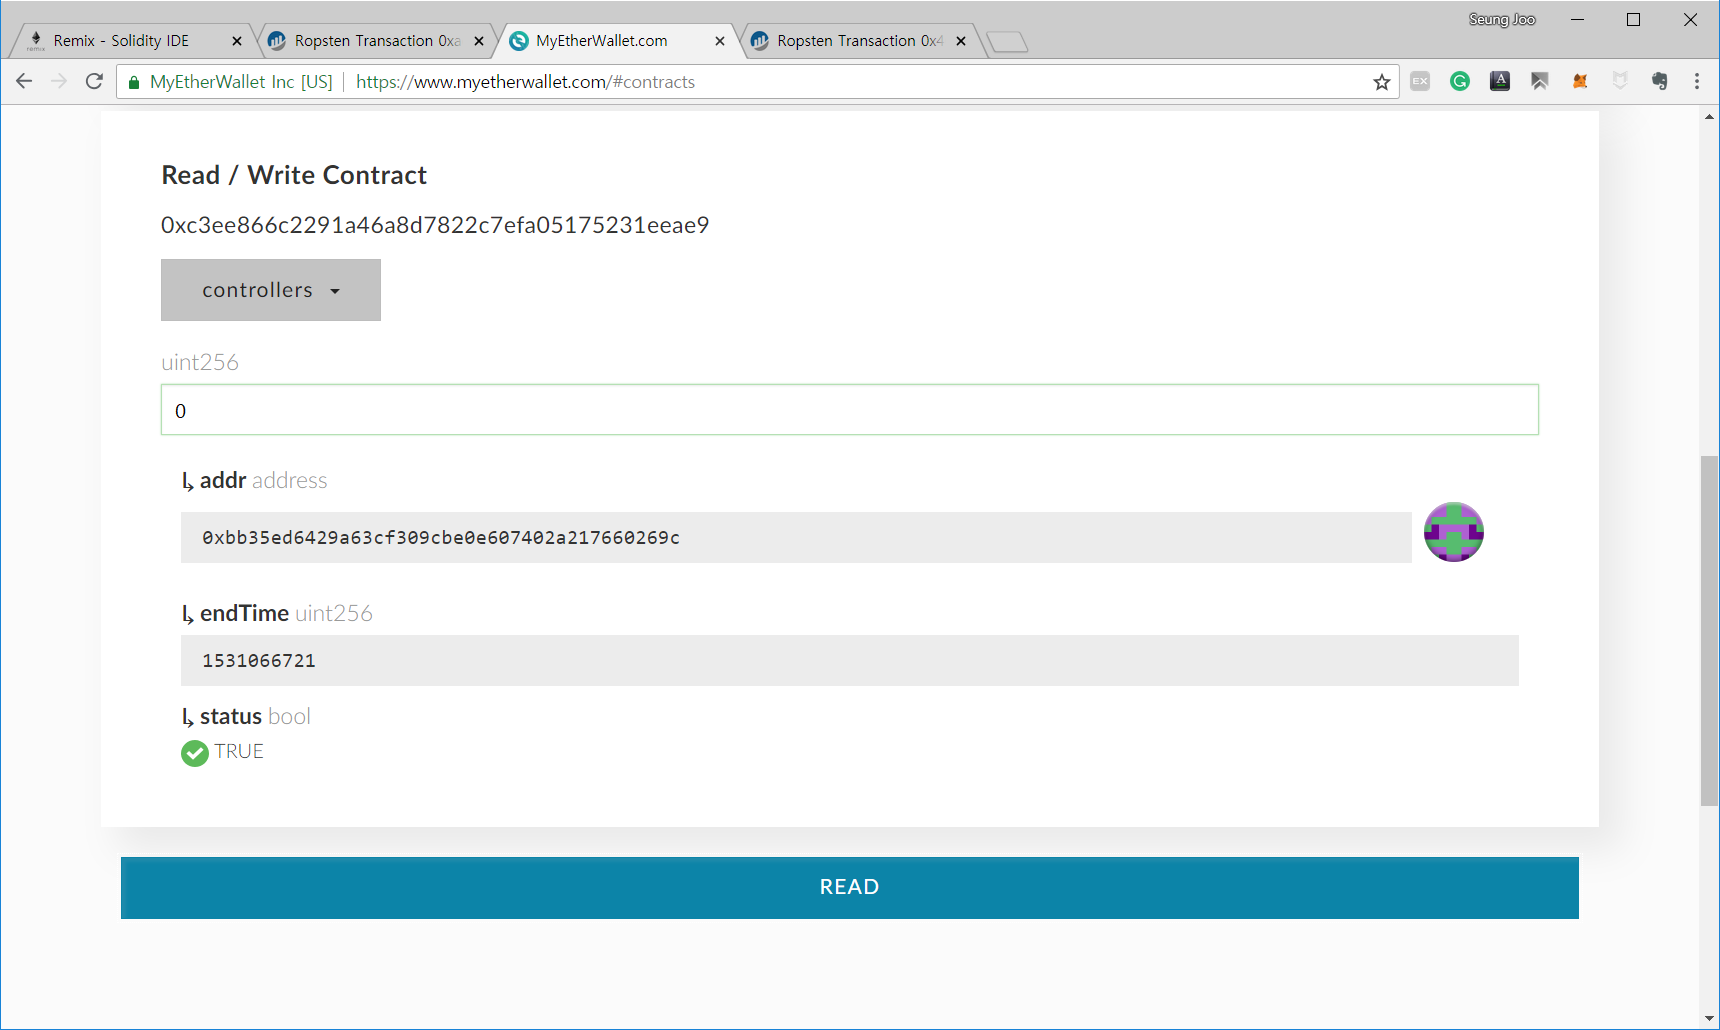 Seung Joo
Remix - Solidity IDE
Ropsten Transaction 0xa
MyEtherWallet.com
Ropsten Transaction 0x4
MyEtherWallet Inc [US]
https://www.myetherwallet.com/#contracts
EX
Read / Write Contract
0xc3ee866c2291a46a8d7822c7efa05175231eeae9
controllers
uint256
0
addr address
0xbb35ed6429a63cf309cbe0e607402a217660269c
endTime uint256
1531066721
status bool
TRUE
READ